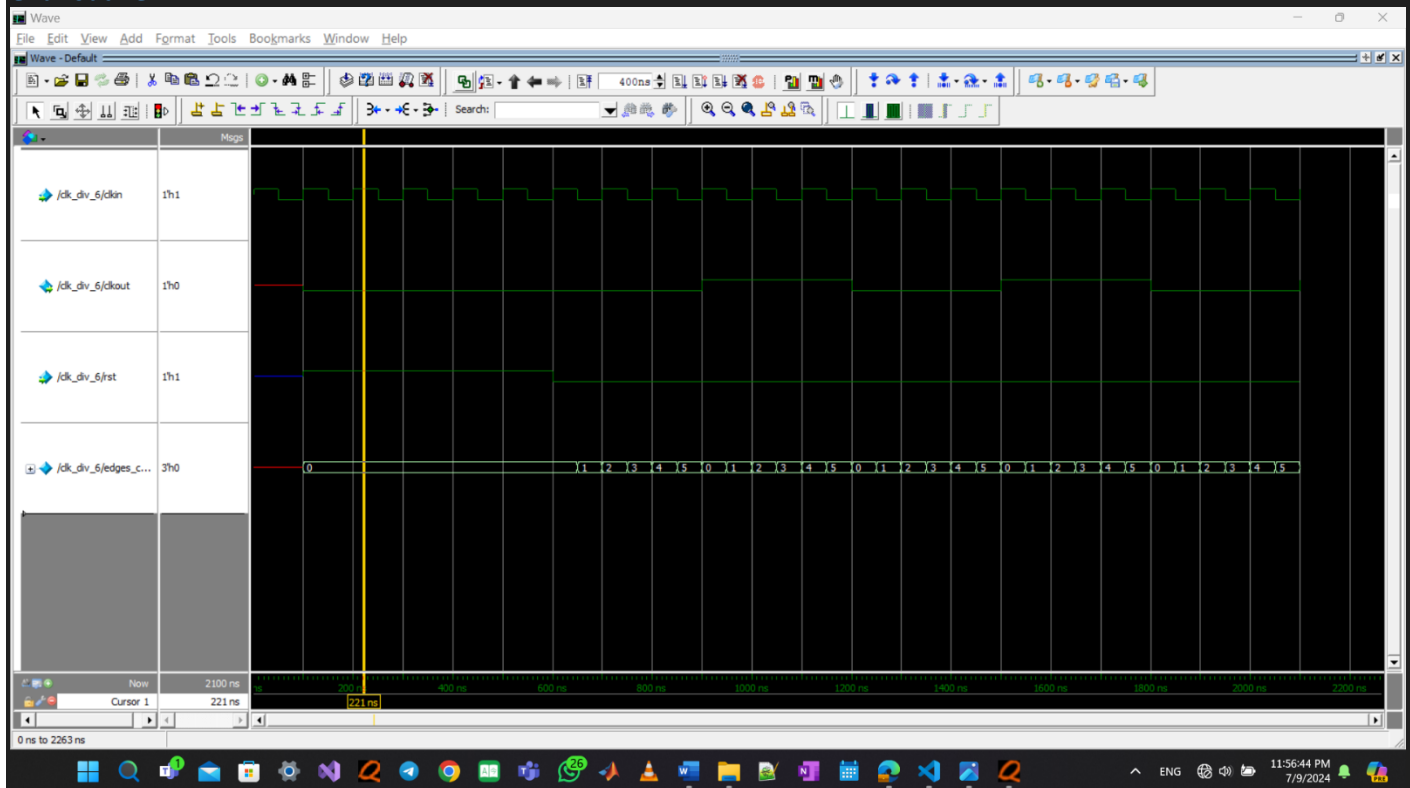 Wave
File Edit View Add Format Tools Bookmarks Window Help
Wave - Default
400 ns
Search:
Msgs
/clk_div_6/clkin 1'h1
/clk_div_6/clkout 1'h0
/clk_div_6/rst 1'h1
/clk_div_6/edges_c... 3'h0 0 1 2 3 4 5 0 1 2 3 4 5 0 1 2 3 4 5 0 1 2 3 4 5 0 1 2 3 4 5
Now 2100 ns ns 200 n 400 ns 600 ns 800 ns 1000 ns 1200 ns 1400 ns 1600 ns 1800 ns 2000 ns 2200 ns
Cursor 1 221 ns 221 ns
0 ns to 2263 ns
1 26 ENG 11:56:44 PM
7/9/2024 PRE